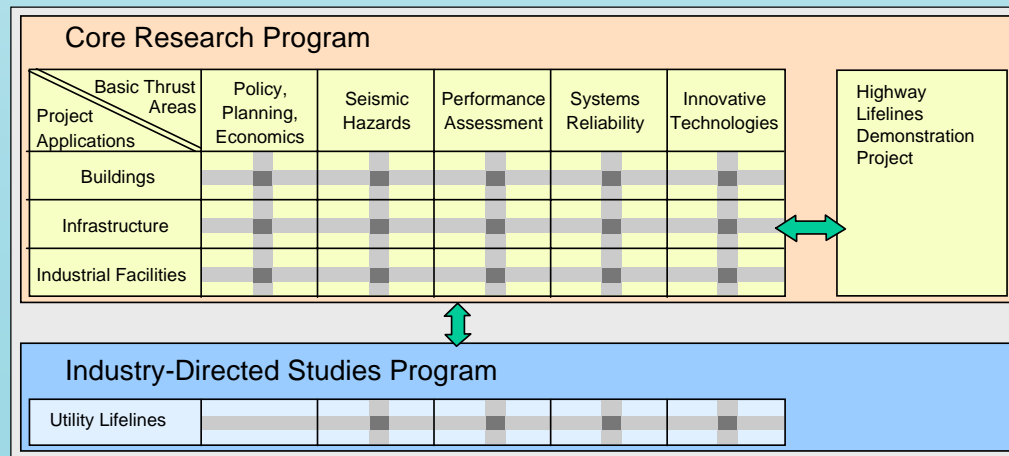 Core Research Program
Basic Thrust
Areas
Project
Applications
Policy,
Planning,
Economics
Seismic
Hazards
Performance
Assessment
Systems
Reliability
Innovative
Technologies
Highway
Lifelines
Demonstration
Project
Buildings
Infrastructure
Industrial Facilities
Industry-Directed Studies Program
Utility Lifelines